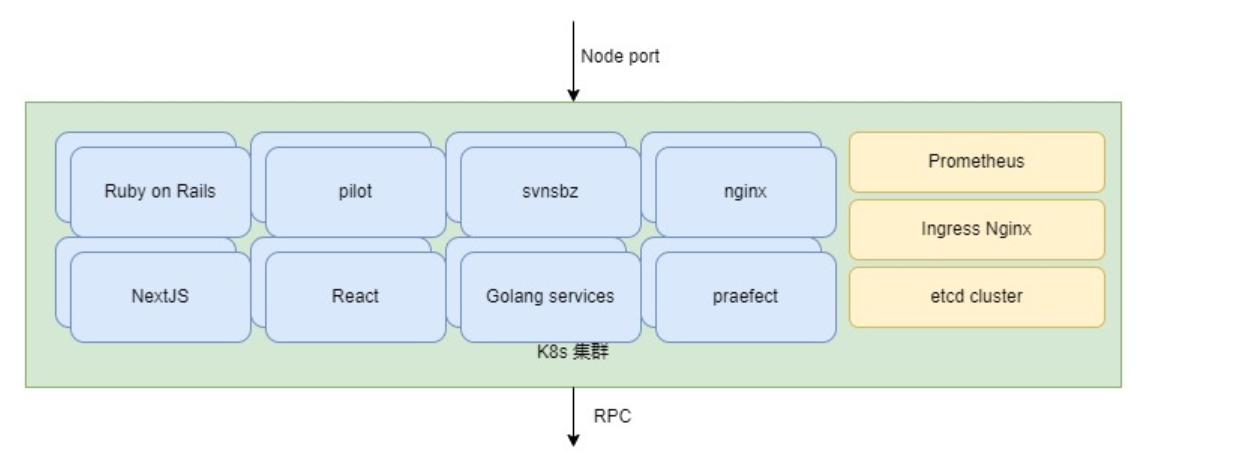 Node port
Ruby on Rails
pilot
svnsbz
nginx
Prometheus
Ingress Nginx
NextJS
React
Golang services
praefect
etcd cluster
K8s 集群
RPC